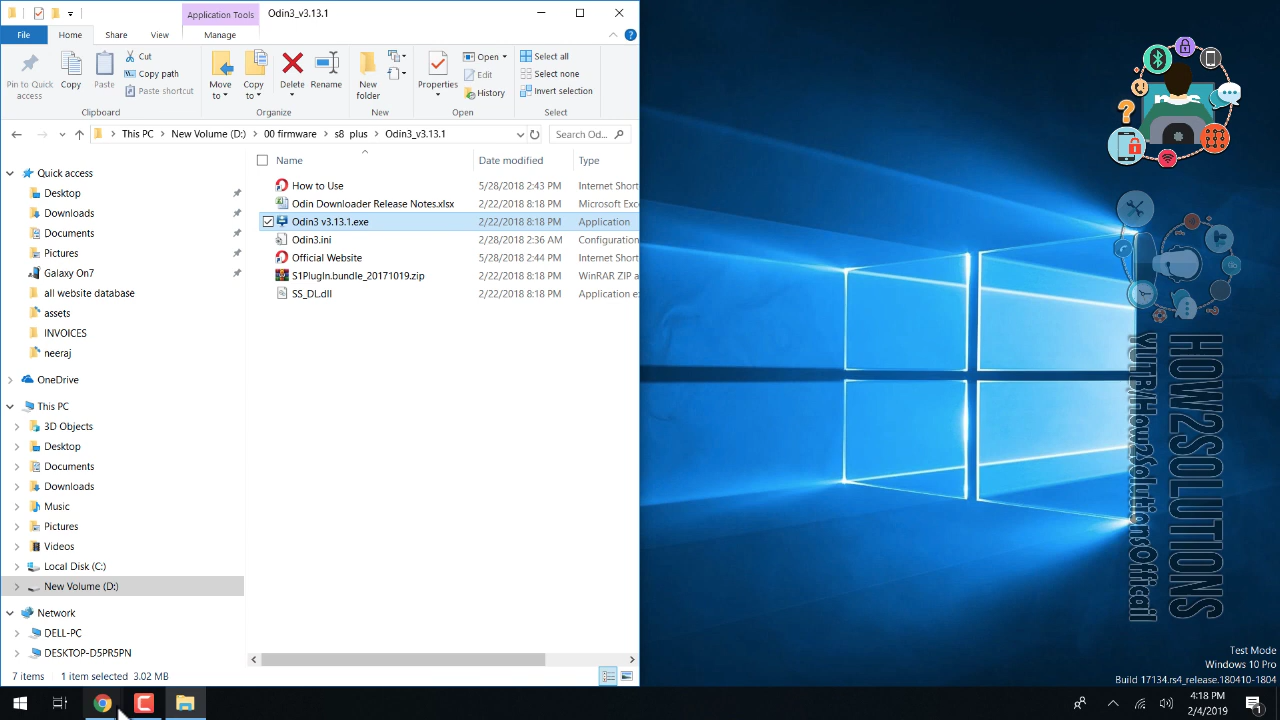 Application Tools
Odin3_v3.13.1
File
Home
Share
View
Manage
Pin to Quick access
Copy
Paste
Cut
Copy path
Paste shortcut
Clipboard
Move to
Copy to
Delete
Rename
Organize
New folder
New
Properties
Open
Edit
History
Open
Select all
Select none
Invert selection
Select
This PC
New Volume (D:)
00 firmware
s8 plus
Odin3_v3.13.1
Search Od...
Name
Date modified
Type
How to Use 5/28/2018 2:43 PM Internet Short
Odin Downloader Release Notes.xlsx 2/22/2018 8:18 PM Microsoft Exc
Odin3 v3.13.1.exe 2/22/2018 8:18 PM Application
Odin3.ini 2/28/2018 2:36 AM Configuration
Official Website 5/28/2018 2:44 PM Internet Short
S1PlugIn.bundle_20171019.zip 2/22/2018 8:18 PM WinRAR ZIP a
SS_DL.dll 2/22/2018 8:18 PM Application e
Quick access
Desktop
Downloads
Documents
Pictures
Galaxy On7
all website database
assets
INVOICES
neeraj
OneDrive
This PC
3D Objects
Desktop
Documents
Downloads
Music
Pictures
Videos
Local Disk (C:)
New Volume (D:)
Network
DELL-PC
DESKTOP-D5PR5PN
7 items
1 item selected 3.02 MB
HOW2SOLUTIONS
Test Mode
Windows 10 Pro
Build 17134.rs4_release.180410-1804
4:18 PM
2/4/2019
1